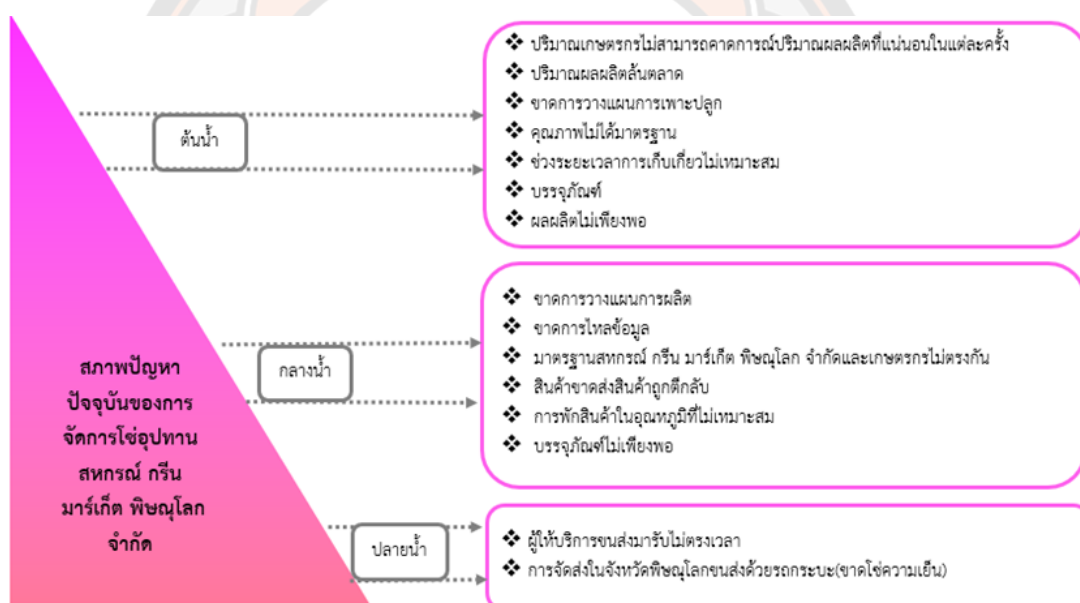 ❖ ปริมาณเกษตรกรไม่สามารถคาดการณ์ปริมาณผลผลิตที่แน่นอนในแต่ละครั้ง
❖ ปริมาณผลผลิตล้นตลาด
❖ ขาดการวางแผนการเพาะปลูก
❖ คุณภาพไม่ได้มาตรฐาน
❖ ช่วงระยะเวลาการเก็บเกี่ยวไม่เหมาะสม
❖ บรรจุภัณฑ์
❖ ผลผลิตไม่เพียงพอ
ต้นน้ำ
❖ ขาดการวางแผนการผลิต
❖ ขาดการไหลข้อมูล
❖ มาตรฐานสหกรณ์ กรีน มาร์เก็ต พิษณุโลก จำกัดและเกษตรกรไม่ตรงกัน
❖ สินค้าขาดส่งสินค้าถูกตีกลับ
❖ การพักสินค้าในอุณหภูมิที่ไม่เหมาะสม
❖ บรรจุภัณฑ์ไม่เพียงพอ
กลางน้ำ
สภาพปัญหา
ปัจจุบันของการ
จัดการโซ่อุปทาน
สหกรณ์ กรีน
มาร์เก็ต พิษณุโลก
จำกัด
ปลายน้ำ
❖ ผู้ให้บริการขนส่งมารับไม่ตรงเวลา
❖ การจัดส่งในจังหวัดพิษณุโลกขนส่งด้วยรถกระบะ(ขาดโซ่ความเย็น)